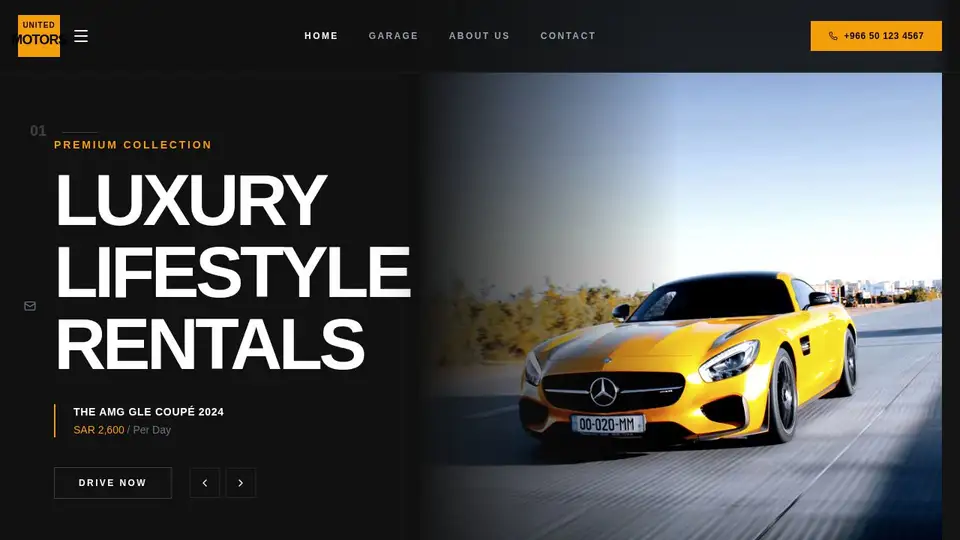 UNITED
MOTORS
HOME
GARAGE
ABOUT US
CONTACT
+966 50 123 4567
01
PREMIUM COLLECTION
LUXURY
LIFESTYLE
RENTALS
THE AMG GLE COUPÉ 2024
SAR 2,600 / Per Day
DRIVE NOW
00-020-MM